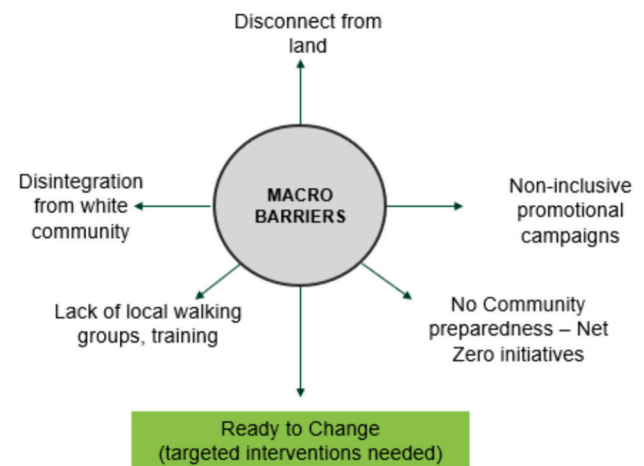 Disconnect from
land
Disintegration
from white
community
MACRO
BARRIERS
Non-inclusive
promotional
campaigns
Lack of local walking
groups, training
No Community
preparedness – Net
Zero initiatives
Ready to Change
(targeted interventions needed)